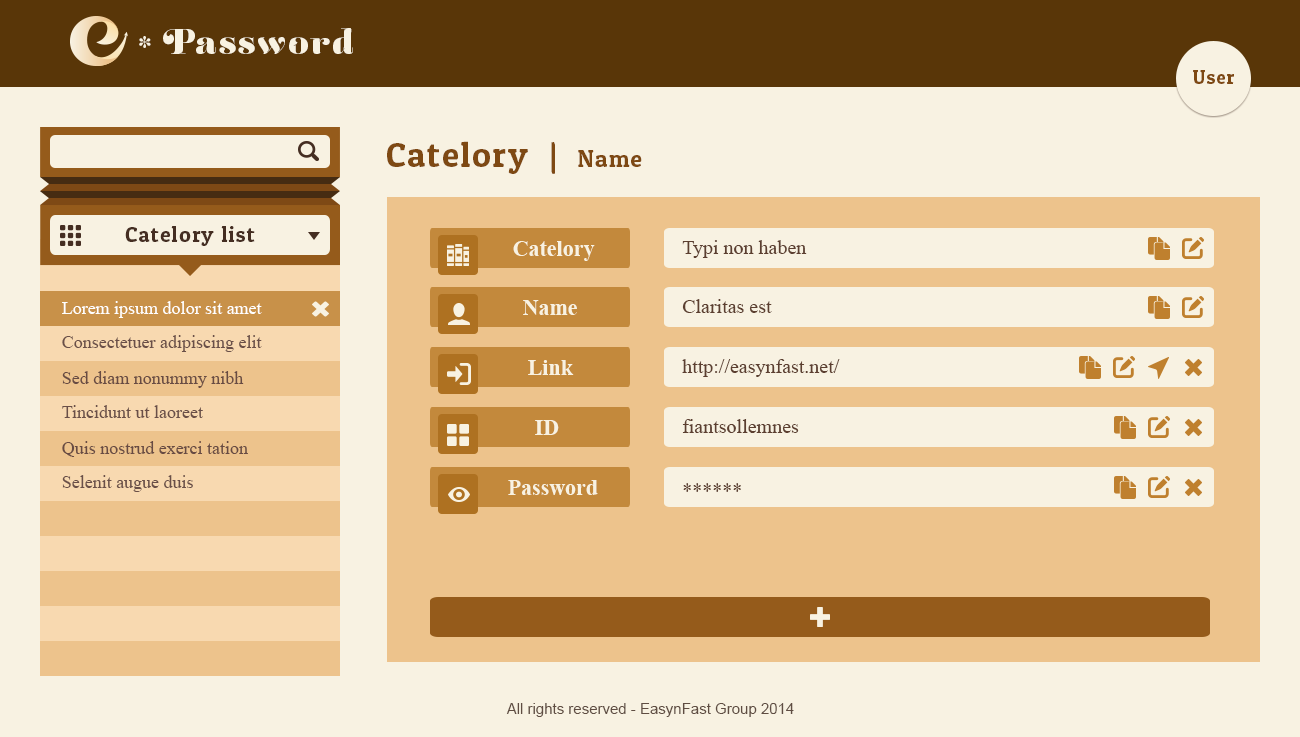 e * Password
User
Catelory list
Lorem ipsum dolor sit amet
Consectetuer adipiscing elit
Sed diam nonummy nibh
Tincidunt ut laoreet
Quis nostrud exerci tation
Selenit augue duis
Catelory | Name
Catelory Typi non haben
Name Claritas est
Link http://easynfast.net/
ID fiantsollemnes
Password ******
All rights reserved - EasynFast Group 2014